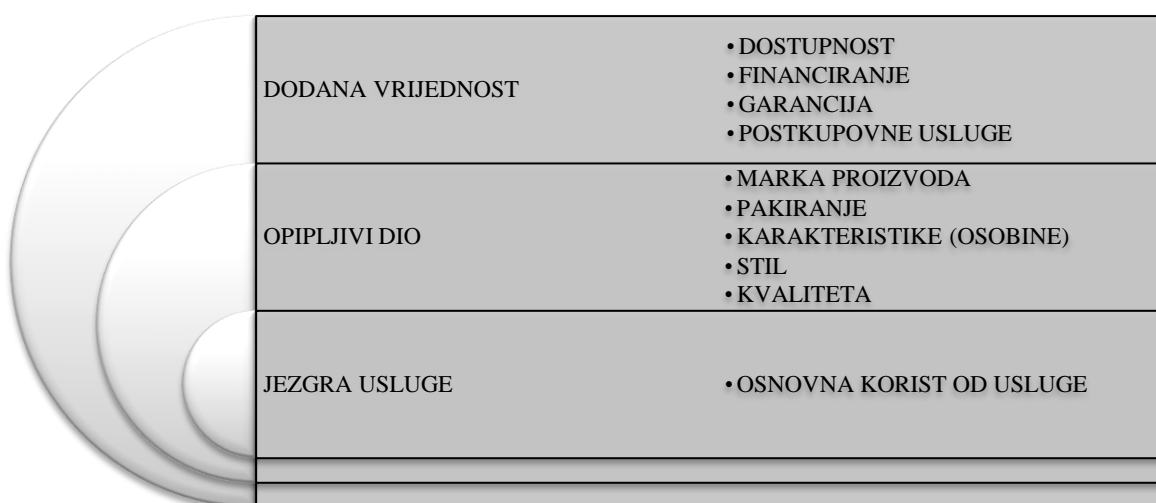 DODANA VRIJEDNOST
• DOSTUPNOST
• FINANCIRANJE
• GARANCIJA
• POSTKUPOVNE USLUGE
OPIPLJIVI DIO
• MARKA PROIZVODA
• PAKIRANJE
• KARAKTERISTIKE (OSOBINE)
• STIL
• KVALITETA
JEZGRA USLUGE
• OSNOVNA KORIST OD USLUGE